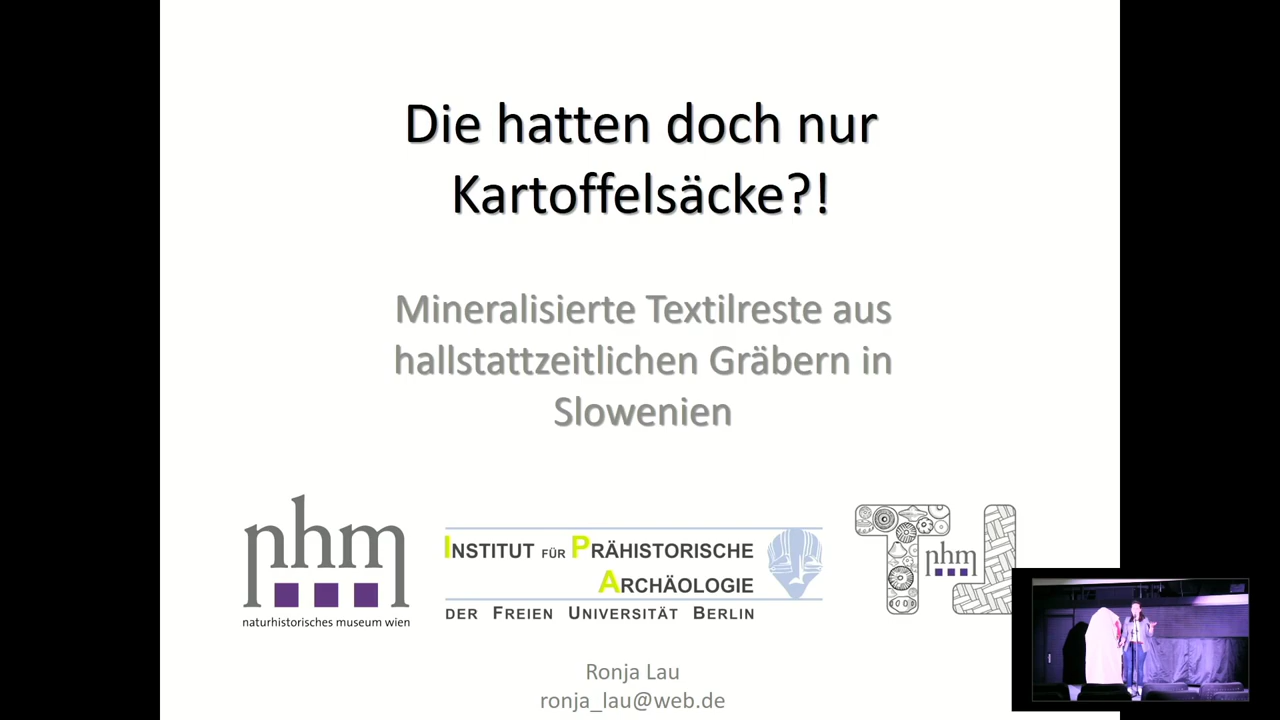 Die hatten doch nur
Kartoffelsäcke?!
Mineralisierte Textilreste aus
hallstattzeitlichen Gräbern in
Slowenien
nhm
naturhistorisches museum wien
INSTITUT FÜR PRÄHISTORISCHE
ARCHÄOLOGIE
DER FREIEN UNIVERSITÄT BERLIN
nhm
Ronja Lau
ronja_lau@web.de